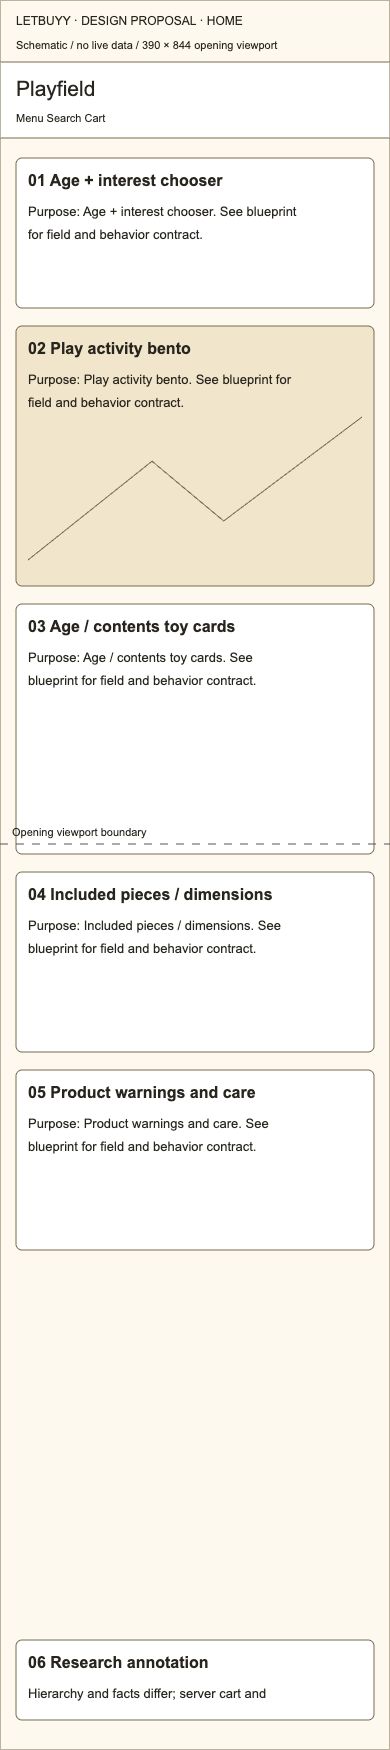 LETBUYY · DESIGN PROPOSAL · HOME
Schematic / no live data / 390 × 844 opening viewport
Playfield
Menu Search Cart
01 Age + interest chooser
Purpose: Age + interest chooser. See blueprint
for field and behavior contract.
02 Play activity bento
Purpose: Play activity bento. See blueprint for
field and behavior contract.
03 Age / contents toy cards
Purpose: Age / contents toy cards. See
blueprint for field and behavior contract.
Opening viewport boundary
04 Included pieces / dimensions
Purpose: Included pieces / dimensions. See
blueprint for field and behavior contract.
05 Product warnings and care
Purpose: Product warnings and care. See
blueprint for field and behavior contract.
06 Research annotation
Hierarchy and facts differ; server cart and